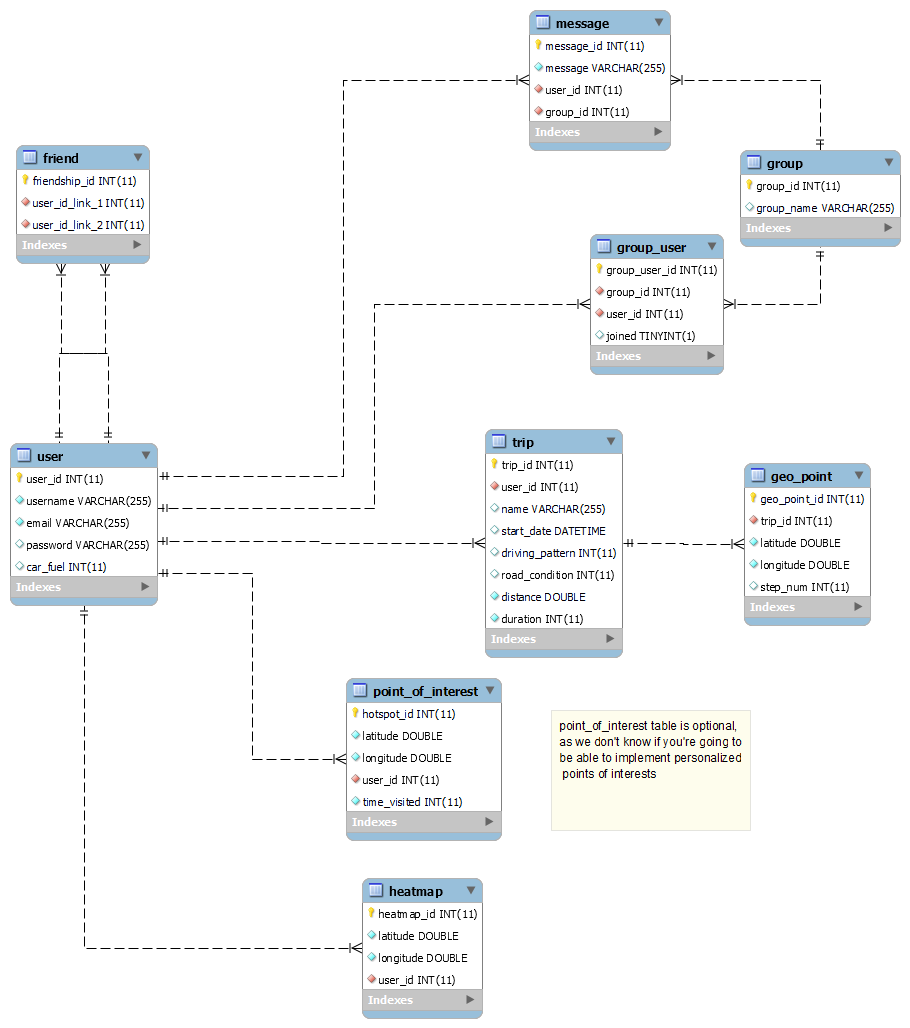 message
message_id INT(11)
message VARCHAR(255)
user_id INT(11)
group_id INT(11)
Indexes
friend
friendship_id INT(11)
user_id_link_1 INT(11)
user_id_link_2 INT(11)
Indexes
group
group_id INT(11)
group_name VARCHAR(255)
Indexes
group_user
group_user_id INT(11)
group_id INT(11)
user_id INT(11)
joined TINYINT(1)
Indexes
user
user_id INT(11)
username VARCHAR(255)
email VARCHAR(255)
password VARCHAR(255)
car_fuel INT(11)
Indexes
trip
trip_id INT(11)
user_id INT(11)
name VARCHAR(255)
start_date DATETIME
driving_pattern INT(11)
road_condition INT(11)
distance DOUBLE
duration INT(11)
Indexes
geo_point
geo_point_id INT(11)
trip_id INT(11)
latitude DOUBLE
longitude DOUBLE
step_num INT(11)
Indexes
point_of_interest
hotspot_id INT(11)
latitude DOUBLE
longitude DOUBLE
user_id INT(11)
time_visited INT(11)
Indexes
point_of_interest table is optional,
as we don't know if you're going to
be able to implement personalized
points of interests
heatmap
heatmap_id INT(11)
latitude DOUBLE
longitude DOUBLE
user_id INT(11)
Indexes